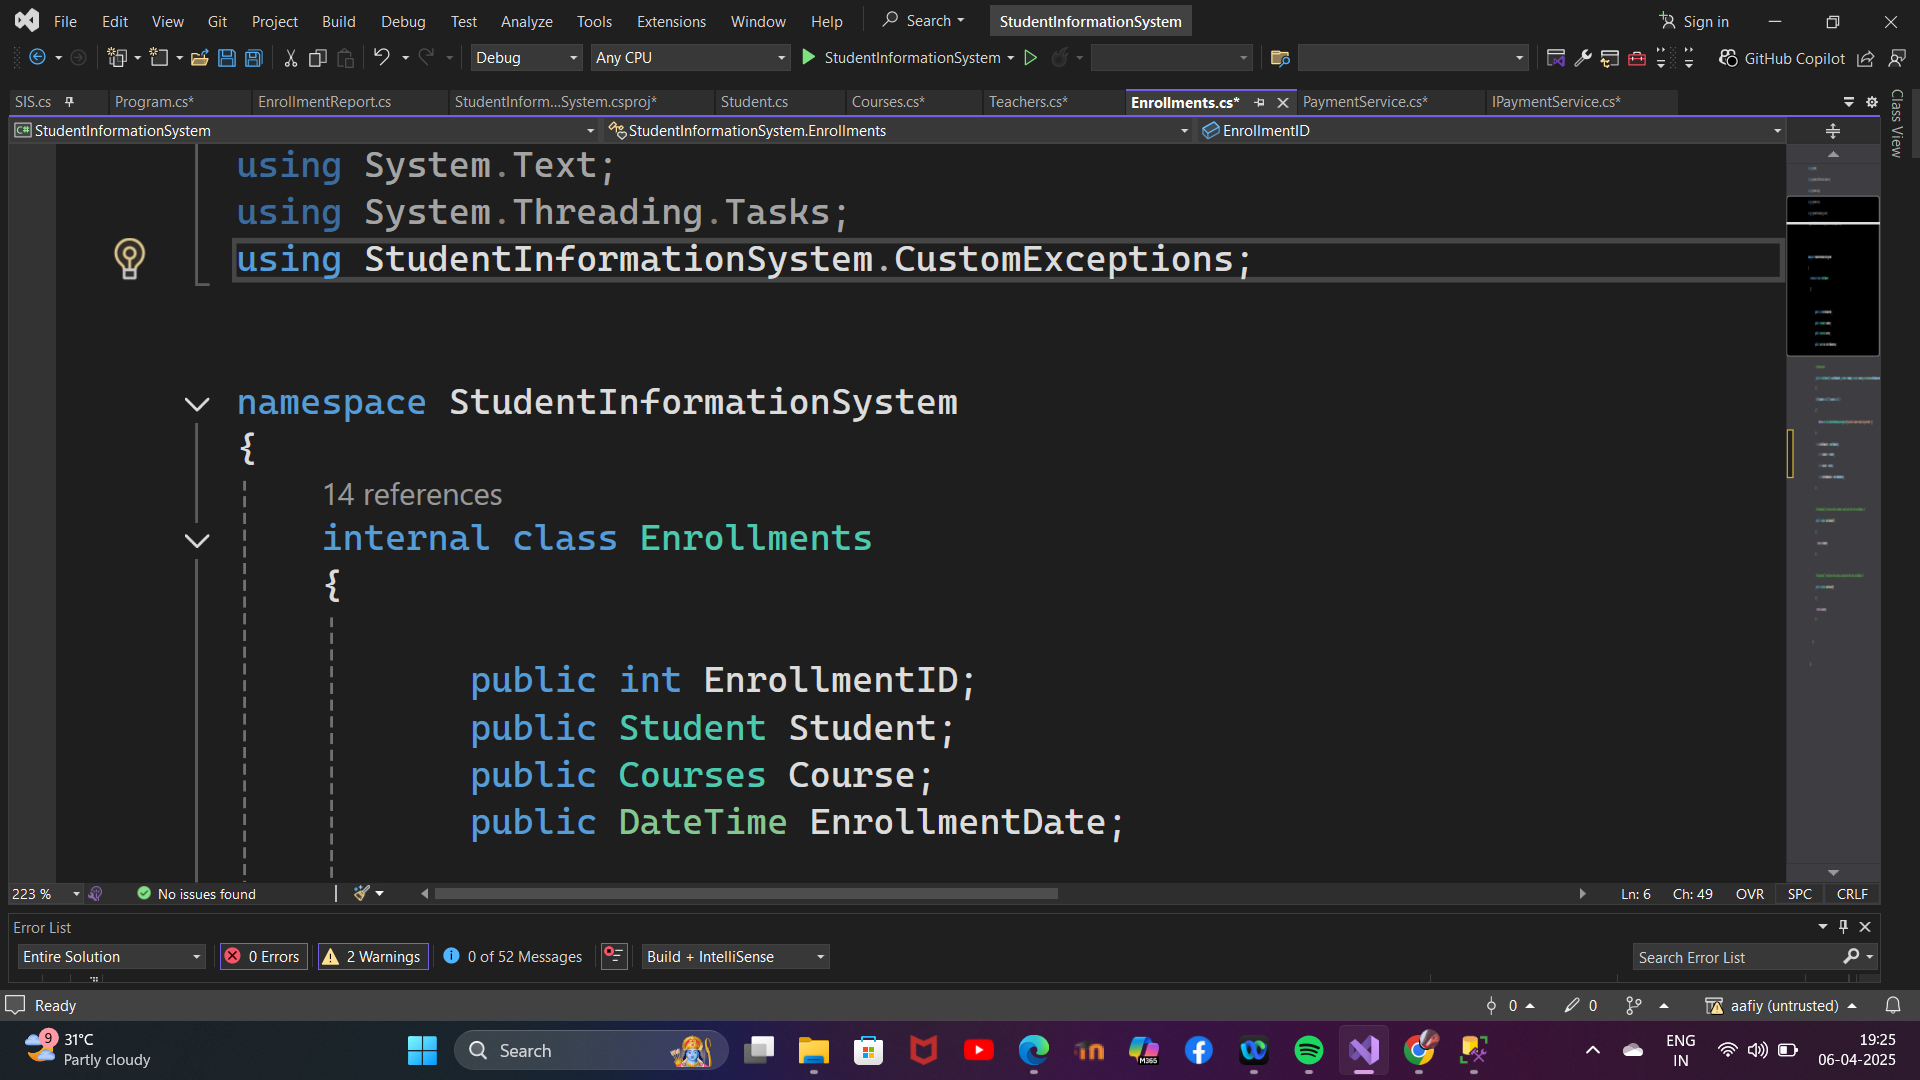 File Edit View Git Project Build Debug Test Analyze Tools Extensions Window Help Search StudentInformationSystem Sign in
Debug Any CPU StudentInformationSystem GitHub Copilot
SIS.cs Program.cs* EnrollmentReport.cs StudentInform...System.csproj* Student.cs Courses.cs* Teachers.cs* Enrollments.cs* PaymentService.cs* IPaymentService.cs*
Class View
C# StudentInformationSystem StudentInformationSystem.Enrollments EnrollmentID
using System.Text;
using System.Threading.Tasks;
using StudentInformationSystem.CustomExceptions;
namespace StudentInformationSystem
{
14 references
internal class Enrollments
{
public int EnrollmentID;
public Student Student;
public Courses Course;
public DateTime EnrollmentDate;
223 % No issues found Ln: 6 Ch: 49 OVR SPC CRLF
Error List
Entire Solution 0 Errors 2 Warnings 0 of 52 Messages Build + IntelliSense Search Error List
Ready 0 0 aafiy (untrusted)
9 31°C
Partly cloudy
Search
M365
ENG
IN
19:25
06-04-2025